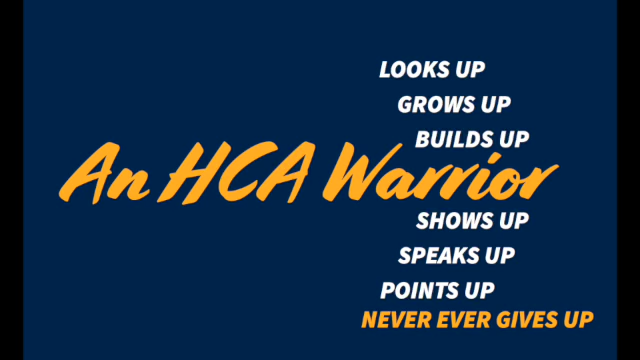 LOOKS UP
GROWS UP
BUILDS UP
An HCA Warrior
SHOWS UP
SPEAKS UP
POINTS UP
NEVER EVER GIVES UP